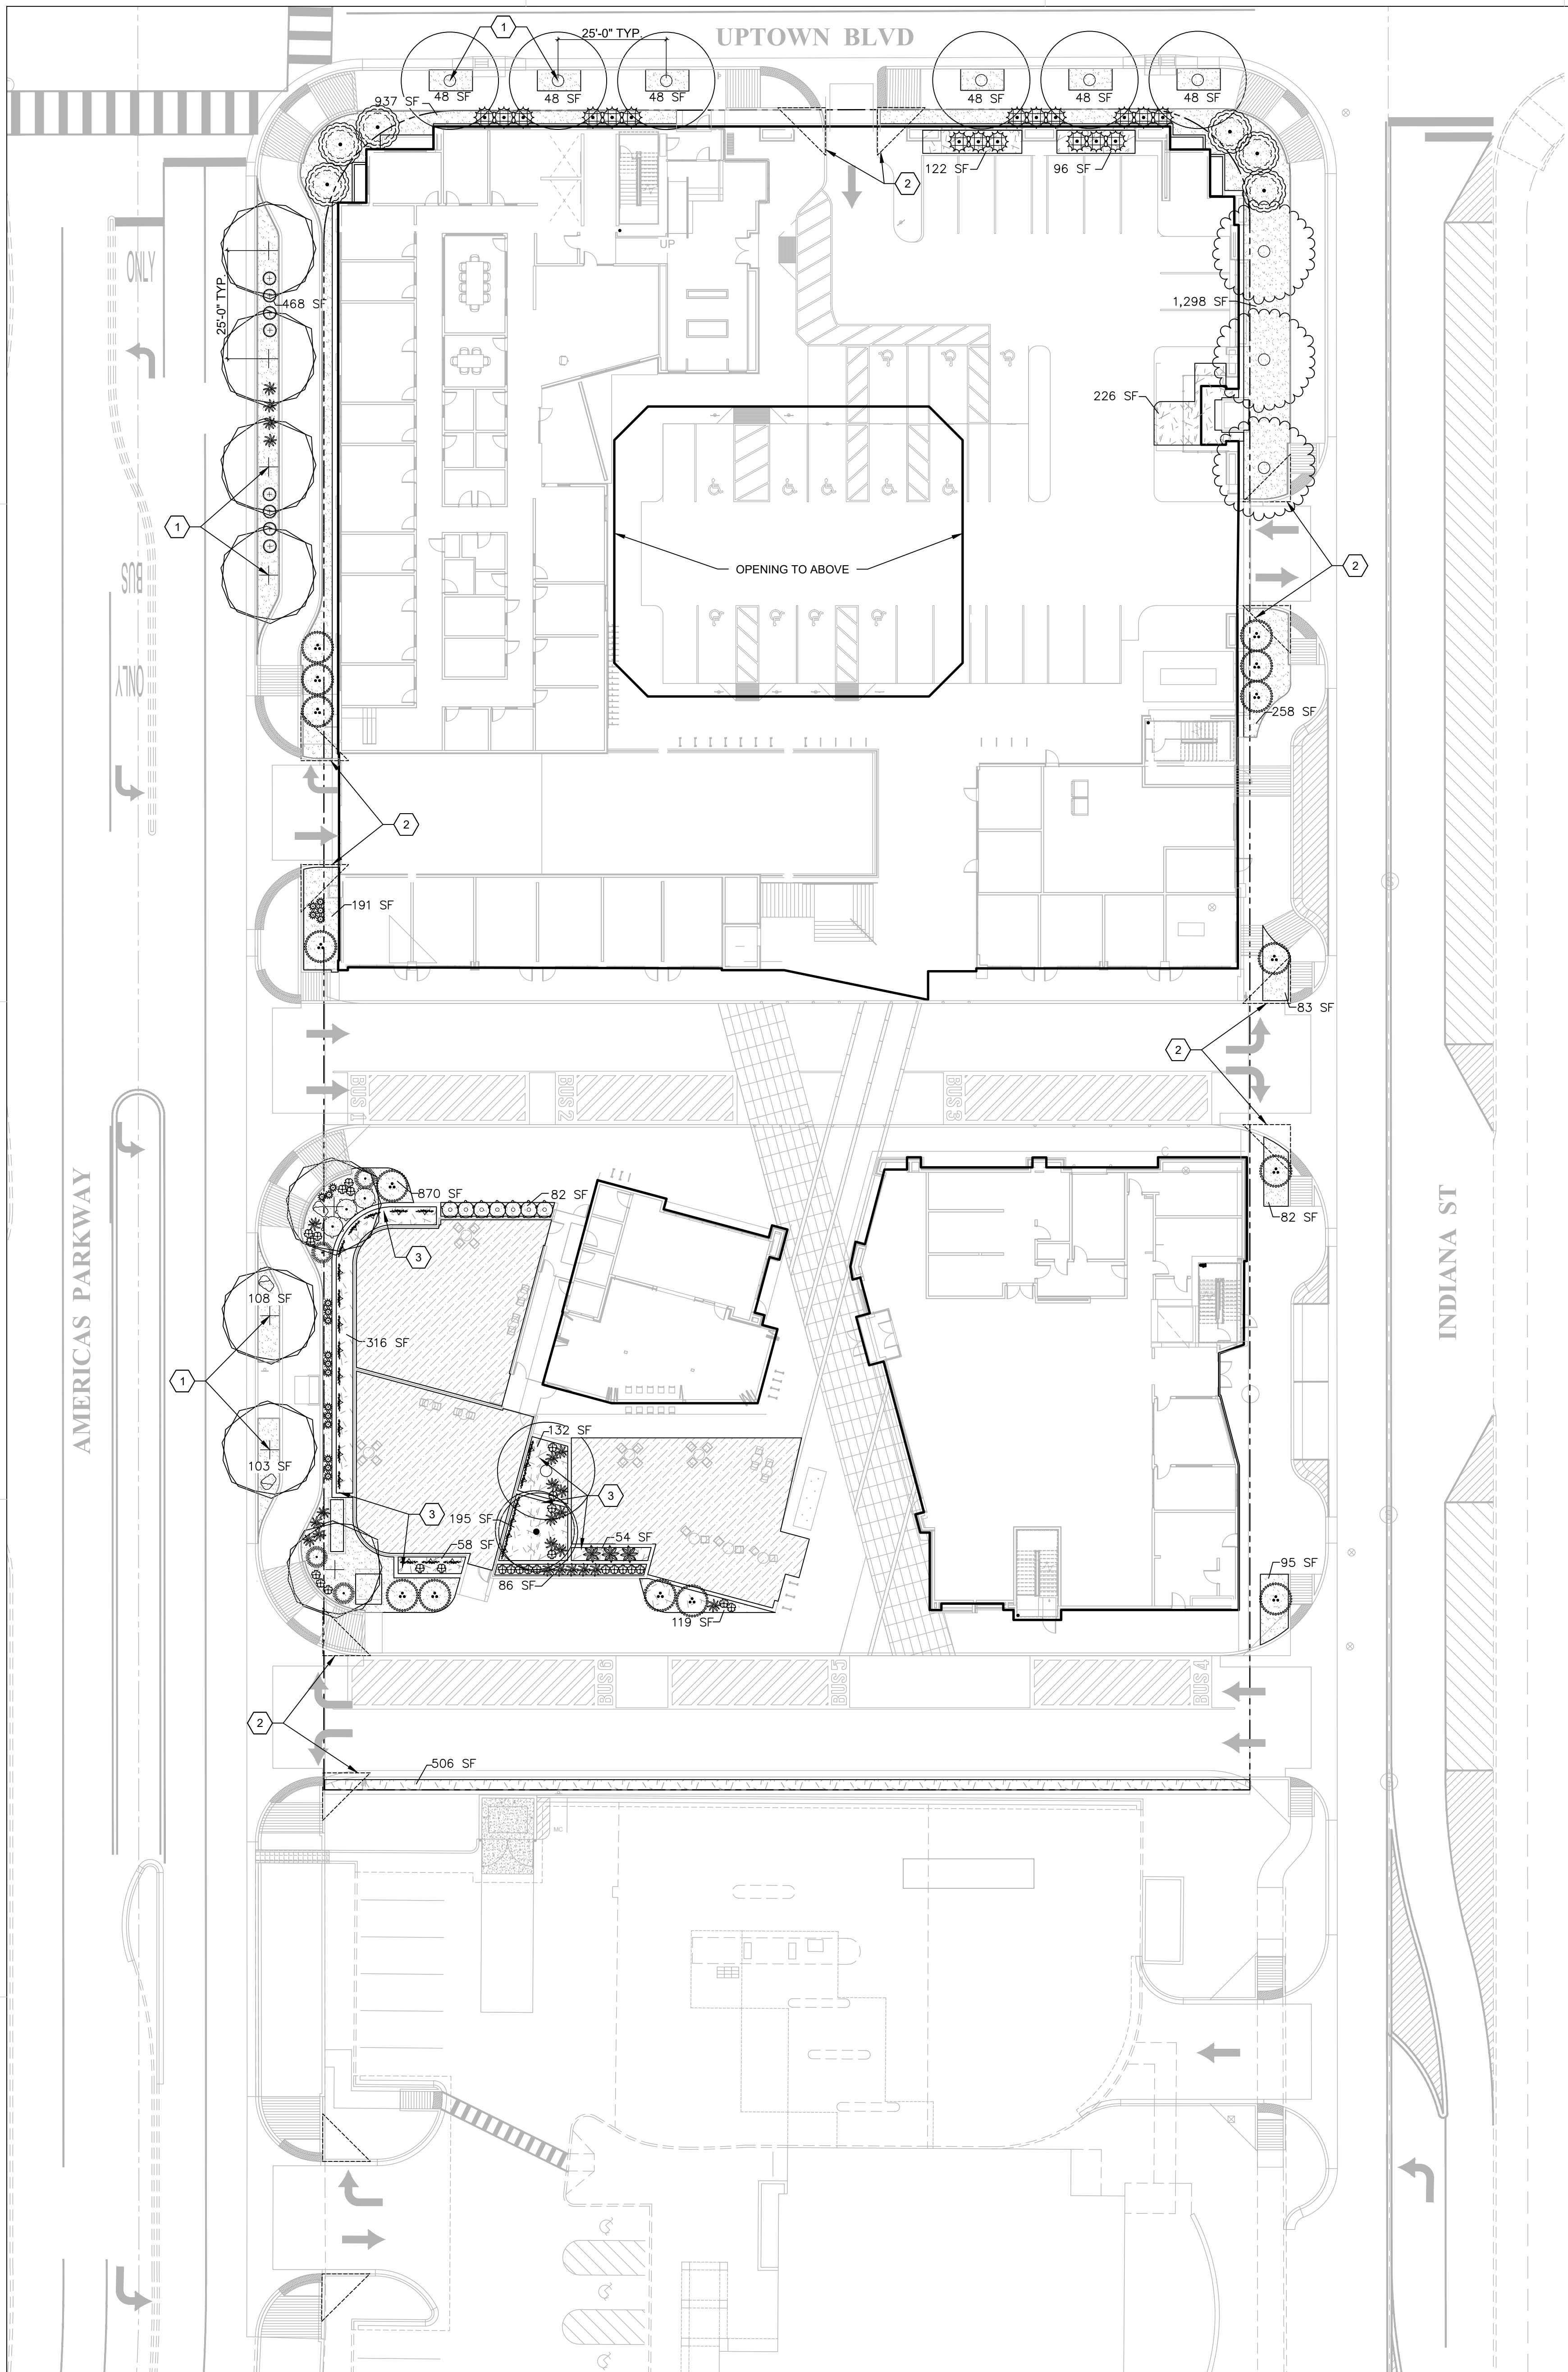 UPTOWN BLVD
1
25'-0" TYP.
48 SF
48 SF
48 SF
48 SF
48 SF
48 SF
937 SF
122 SF
96 SF
2
UP
ONLY
25'-0" TYP.
468 SF
1,298 SF
226 SF
1
2
OPENING TO ABOVE
BUS
ONLY
258 SF
2
191 SF
83 SF
2
BUS 1
BUS 2
BUS 3
870 SF
82 SF
82 SF
3
108 SF
316 SF
AMERICAS PARKWAY
INDIANA ST
1
103 SF
132 SF
3
3
195 SF
54 SF
58 SF
86 SF
119 SF
95 SF
BUS 6
BUS 5
BUS 4
2
506 SF
MC